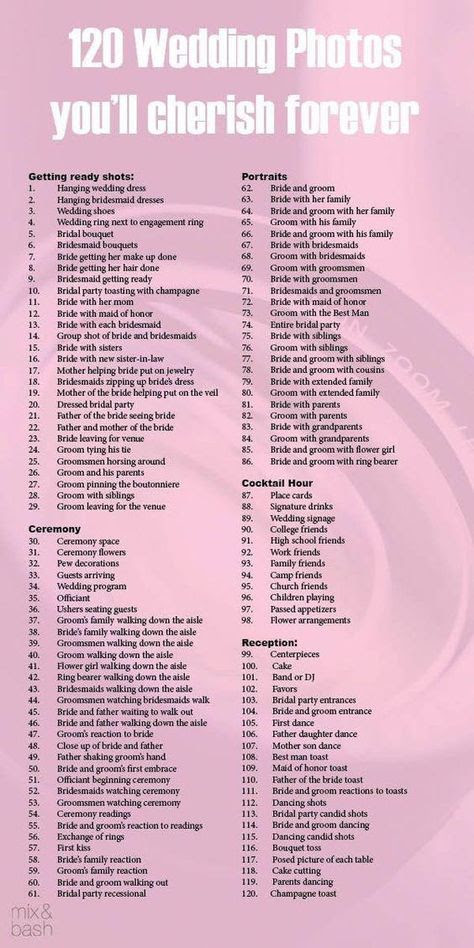 120 Wedding Photos
you'll cherish forever
Getting ready shots:
1. Hanging wedding dress
2. Hanging bridesmaid dresses
3. Wedding shoes
4. Wedding ring next to engagement ring
5. Bridal bouquet
6. Bridesmaid bouquets
7. Bride getting her make up done
8. Bride getting her hair done
9. Bridesmaid getting ready
10. Bridal party toasting with champagne
11. Bride with her mom
12. Bride with maid of honor
13. Bride with each bridesmaid
14. Group shot of bride and bridesmaids
15. Bride with sisters
16. Bride with new sister-in-law
17. Mother helping bride put on jewelry
18. Bridesmaids zipping up bride's dress
19. Mother of the bride helping put on the veil
20. Dressed bridal party
21. Father of the bride seeing bride
22. Father and mother of the bride
23. Bride leaving for venue
24. Groom tying his tie
25. Groomsmen horsing around
26. Groom and his parents
27. Groom pinning the boutonniere
28. Groom with siblings
29. Groom leaving for the venue
Ceremony
30. Ceremony space
31. Ceremony flowers
32. Pew decorations
33. Guests arriving
34. Wedding program
35. Officiant
36. Ushers seating guests
37. Groom's family walking down the aisle
38. Bride's family walking down the aisle
39. Groomsmen walking down the aisle
40. Groom walking down the aisle
41. Flower girl walking down the aisle
42. Ring bearer walking down the aisle
43. Bridesmaids walking down the aisle
44. Groomsmen watching bridesmaids walk
45. Bride and father waiting to walk out
46. Bride and father walking down the aisle
47. Groom's reaction to bride
48. Close up of bride and father
49. Father shaking groom's hand
50. Bride and groom's first embrace
51. Officiant beginning ceremony
52. Bridesmaids watching ceremony
53. Groomsmen watching ceremony
54. Ceremony readings
55. Bride and groom's reaction to readings
56. Exchange of rings
57. First kiss
58. Bride's family reaction
59. Groom's family reaction
60. Bride and groom walking out
61. Bridal party recessional
Portraits
62. Bride and groom
63. Bride with her family
64. Bride and groom with her family
65. Groom with his family
66. Bride and groom with his family
67. Bride with bridesmaids
68. Groom with bridesmaids
69. Groom with groomsmen
70. Bride with groomsmen
71. Bridesmaids and groomsmen
72. Bride with maid of honor
73. Groom with the Best Man
74. Entire bridal party
75. Bride with siblings
76. Groom with siblings
77. Bride and groom with siblings
78. Bride and groom with cousins
79. Bride with extended family
80. Groom with extended family
81. Bride with parents
82. Groom with parents
83. Bride with grandparents
84. Groom with grandparents
85. Bride and groom with flower girl
86. Bride and groom with ring bearer
Cocktail Hour
87. Place cards
88. Signature drinks
89. Wedding signage
90. College friends
91. High school friends
92. Work friends
93. Family friends
94. Camp friends
95. Church friends
96. Children playing
97. Passed appetizers
98. Flower arrangements
Reception:
99. Centerpieces
100. Cake
101. Band or DJ
102. Favors
103. Bridal party entrances
104. Bride and groom entrance
105. First dance
106. Father daughter dance
107. Mother son dance
108. Best man toast
109. Maid of honor toast
110. Father of the bride toast
111. Bride and groom reactions to toasts
112. Dancing shots
113. Bridal party candid shots
114. Bride and groom dancing
115. Dancing candid shots
116. Bouquet toss
117. Posed picture of each table
118. Cake cutting
119. Parents dancing
120. Champagne toast
ZOOM
mix&
bash